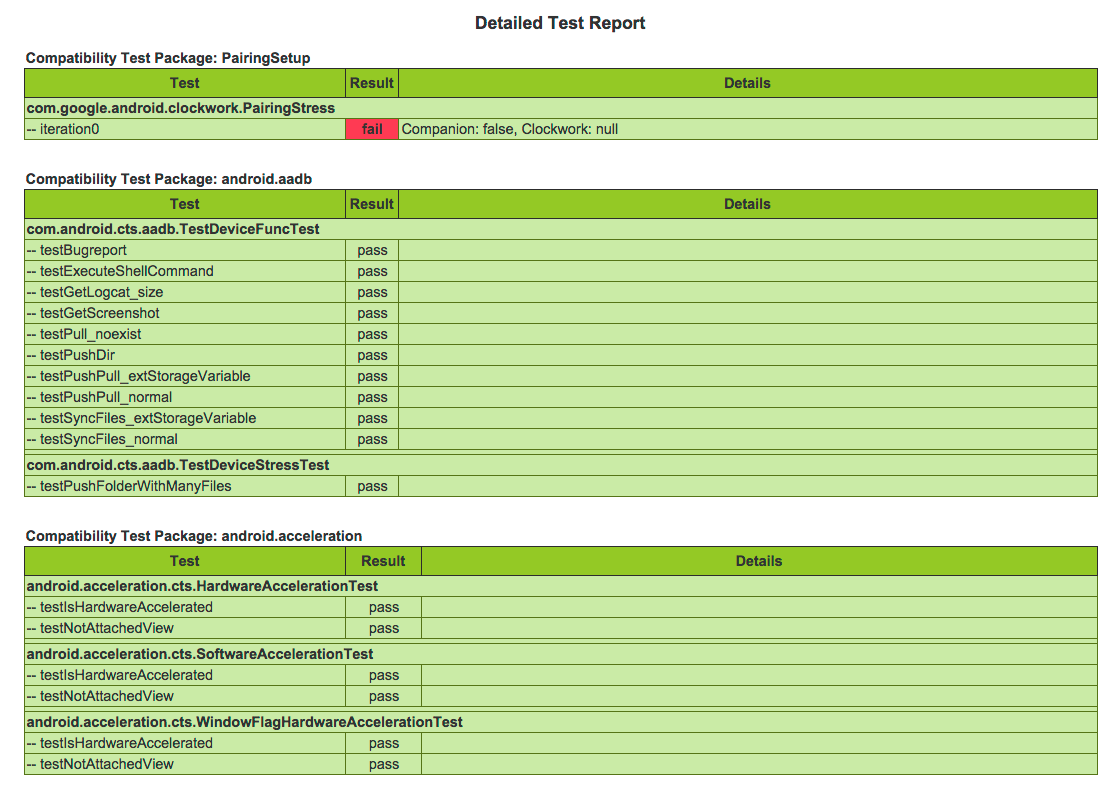 Detailed Test Report
Compatibility Test Package: PairingSetup
Test Result Details
com.google.android.clockwork.PairingStress
-- iteration0 fail Companion: false, Clockwork: null
Compatibility Test Package: android.aadb
Test Result Details
com.android.cts.aadb.TestDeviceFuncTest
-- testBugreport pass
-- testExecuteShellCommand pass
-- testGetLogcat_size pass
-- testGetScreenshot pass
-- testPull_noexist pass
-- testPushDir pass
-- testPushPull_extStorageVariable pass
-- testPushPull_normal pass
-- testSyncFiles_extStorageVariable pass
-- testSyncFiles_normal pass
com.android.cts.aadb.TestDeviceStressTest
-- testPushFolderWithManyFiles pass
Compatibility Test Package: android.acceleration
Test Result Details
android.acceleration.cts.HardwareAccelerationTest
-- testIsHardwareAccelerated pass
-- testNotAttachedView pass
android.acceleration.cts.SoftwareAccelerationTest
-- testIsHardwareAccelerated pass
-- testNotAttachedView pass
android.acceleration.cts.WindowFlagHardwareAccelerationTest
-- testIsHardwareAccelerated pass
-- testNotAttachedView pass